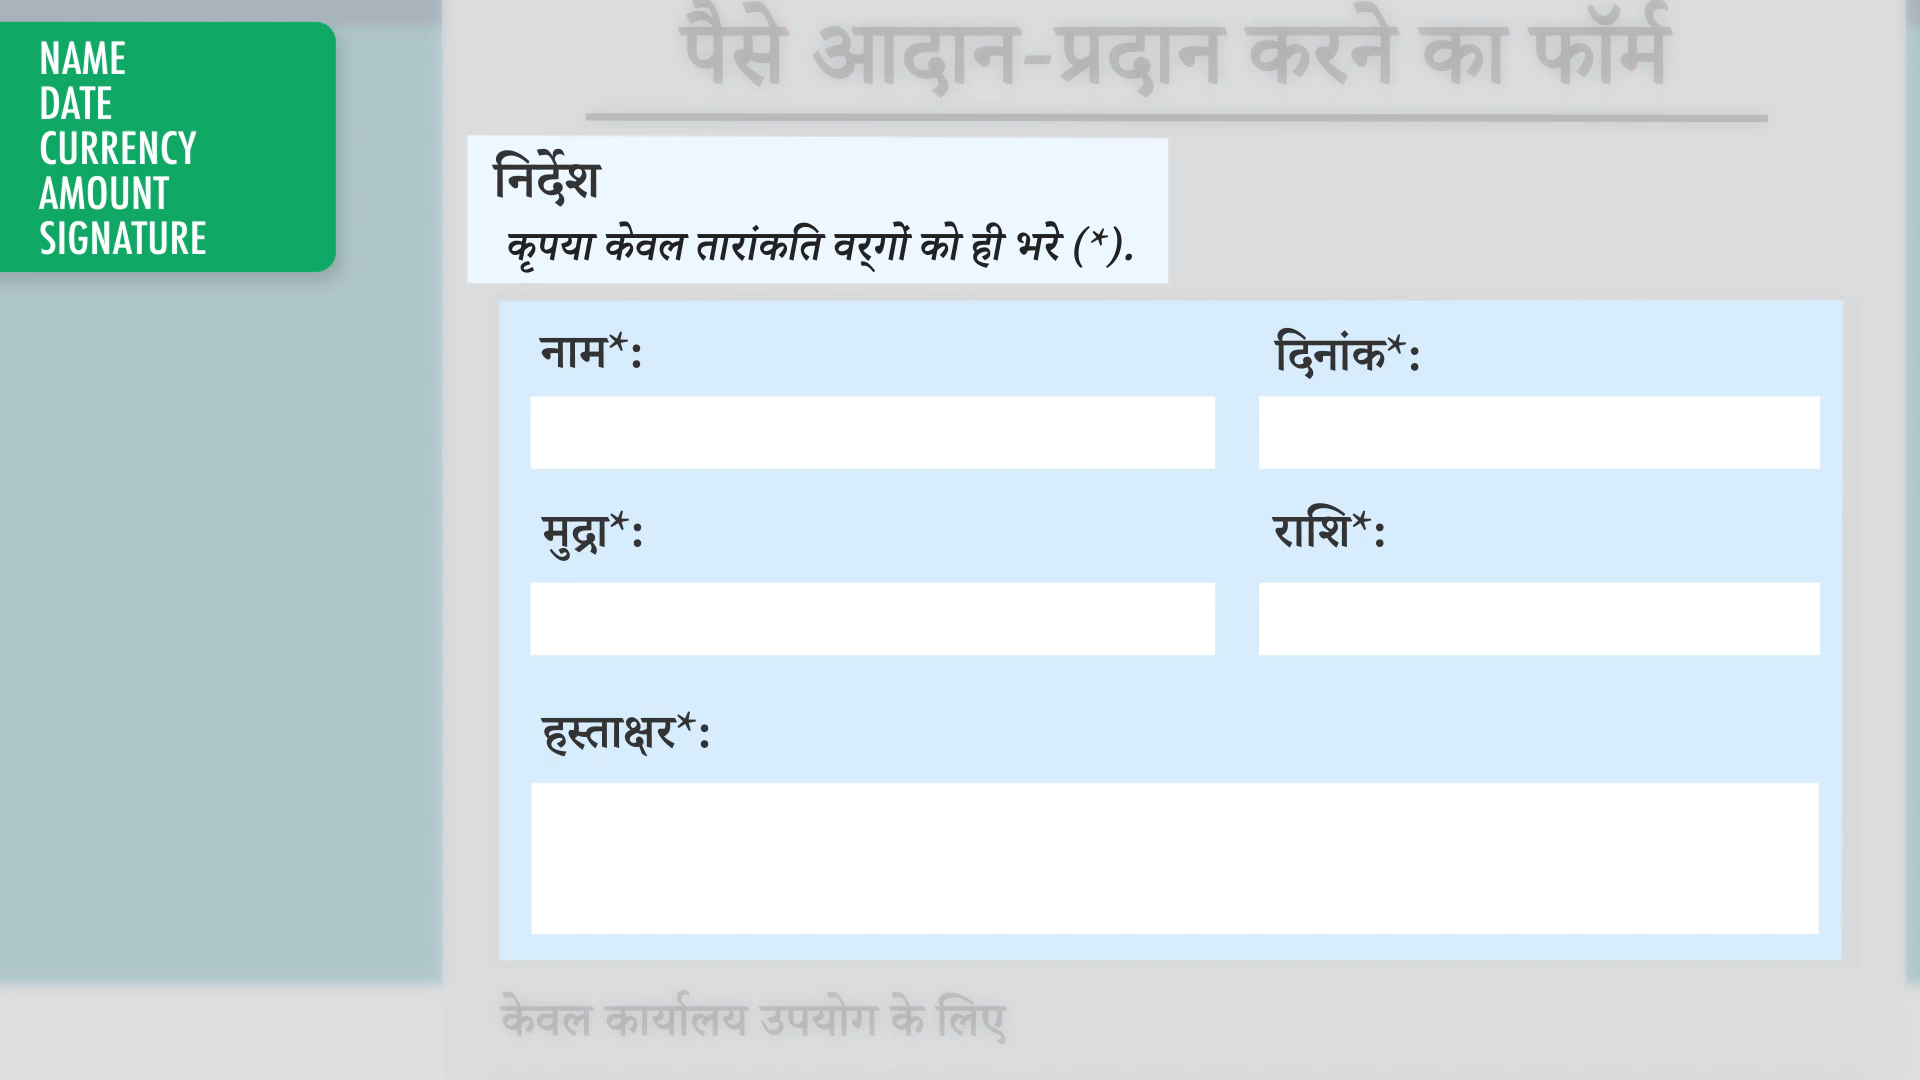 NAME
DATE
CURRENCY
AMOUNT
SIGNATURE
पैसे आदान-प्रदान करने का फॉर्म
निर्देश
कृपया केवल तारांकति वर्गों को ही भरे (*).
नाम*:
दिनांक*:
मुद्रा*:
राशि*:
हस्ताक्षर*:
केवल कार्यालय उपयोग के लिए